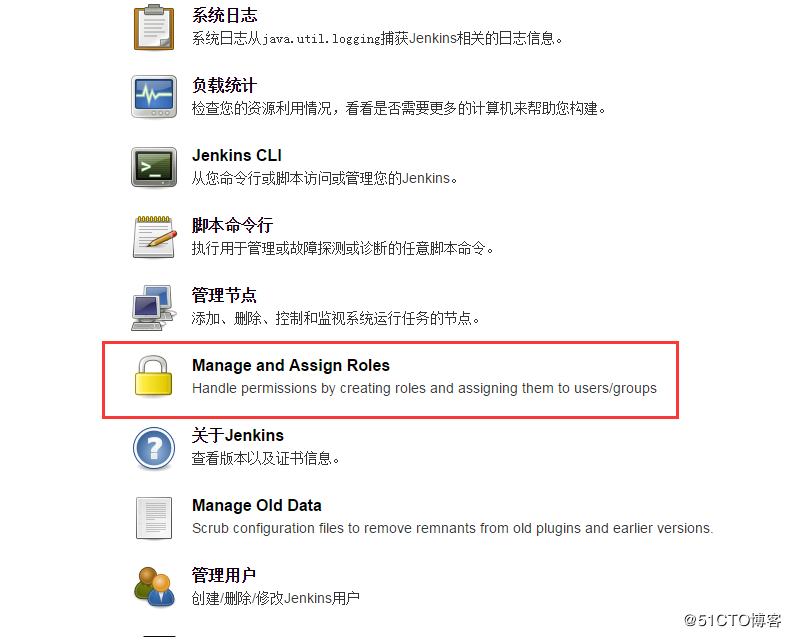 系统日志
系统日志从java.util.logging捕获Jenkins相关的日志信息。
负载统计
检查您的资源利用情况，看看是否需要更多的计算机来帮助您构建。
Jenkins CLI
从您命令行或脚本访问或管理您的Jenkins。
脚本命令行
执行用于管理或故障探测或诊断的任意脚本命令。
管理节点
添加、删除、控制和监视系统运行任务的节点。
Manage and Assign Roles
Handle permissions by creating roles and assigning them to users/groups
关于Jenkins
查看版本以及证书信息。
Manage Old Data
Scrub configuration files to remove remnants from old plugins and earlier versions.
管理用户
创建/删除/修改Jenkins用户
@51CTO博客